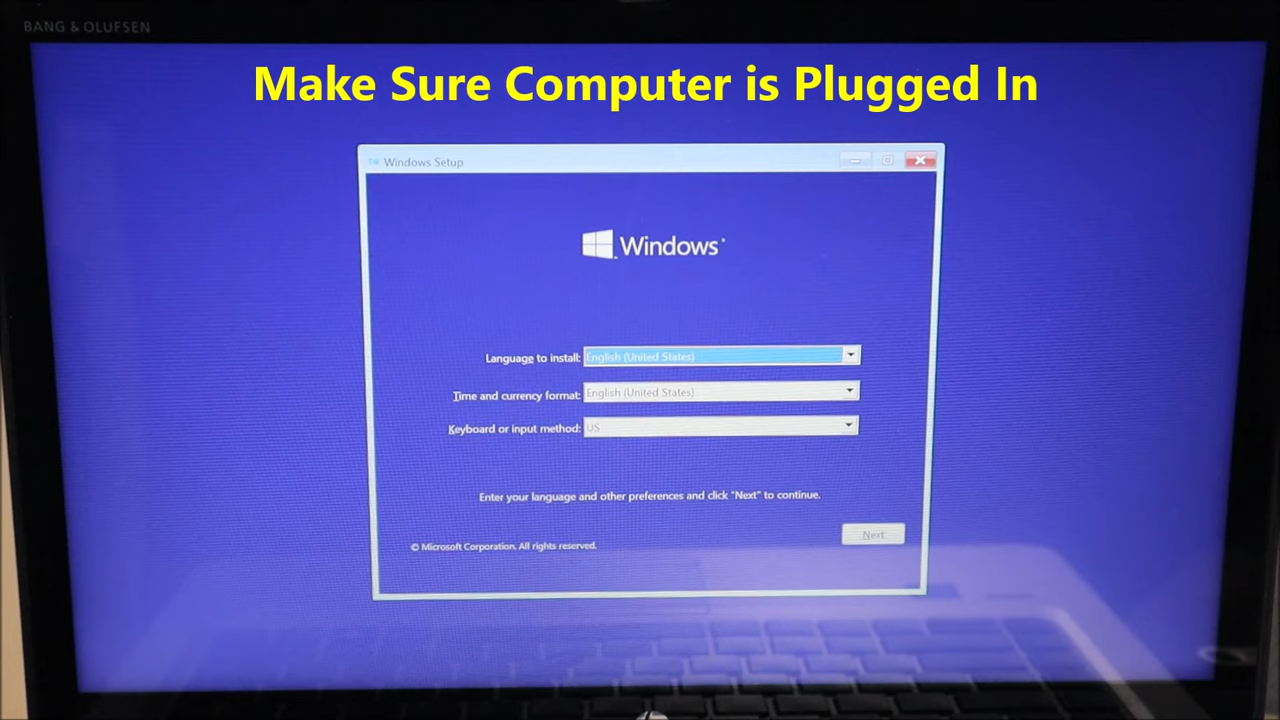 BANG & OLUFSEN
Make Sure Computer is Plugged In
Windows Setup
Windows
Language to install: English (United States)
Time and currency format: English (United States)
Keyboard or input method: US
Enter your language and other preferences and click "Next" to continue.
Next
© Microsoft Corporation. All rights reserved.